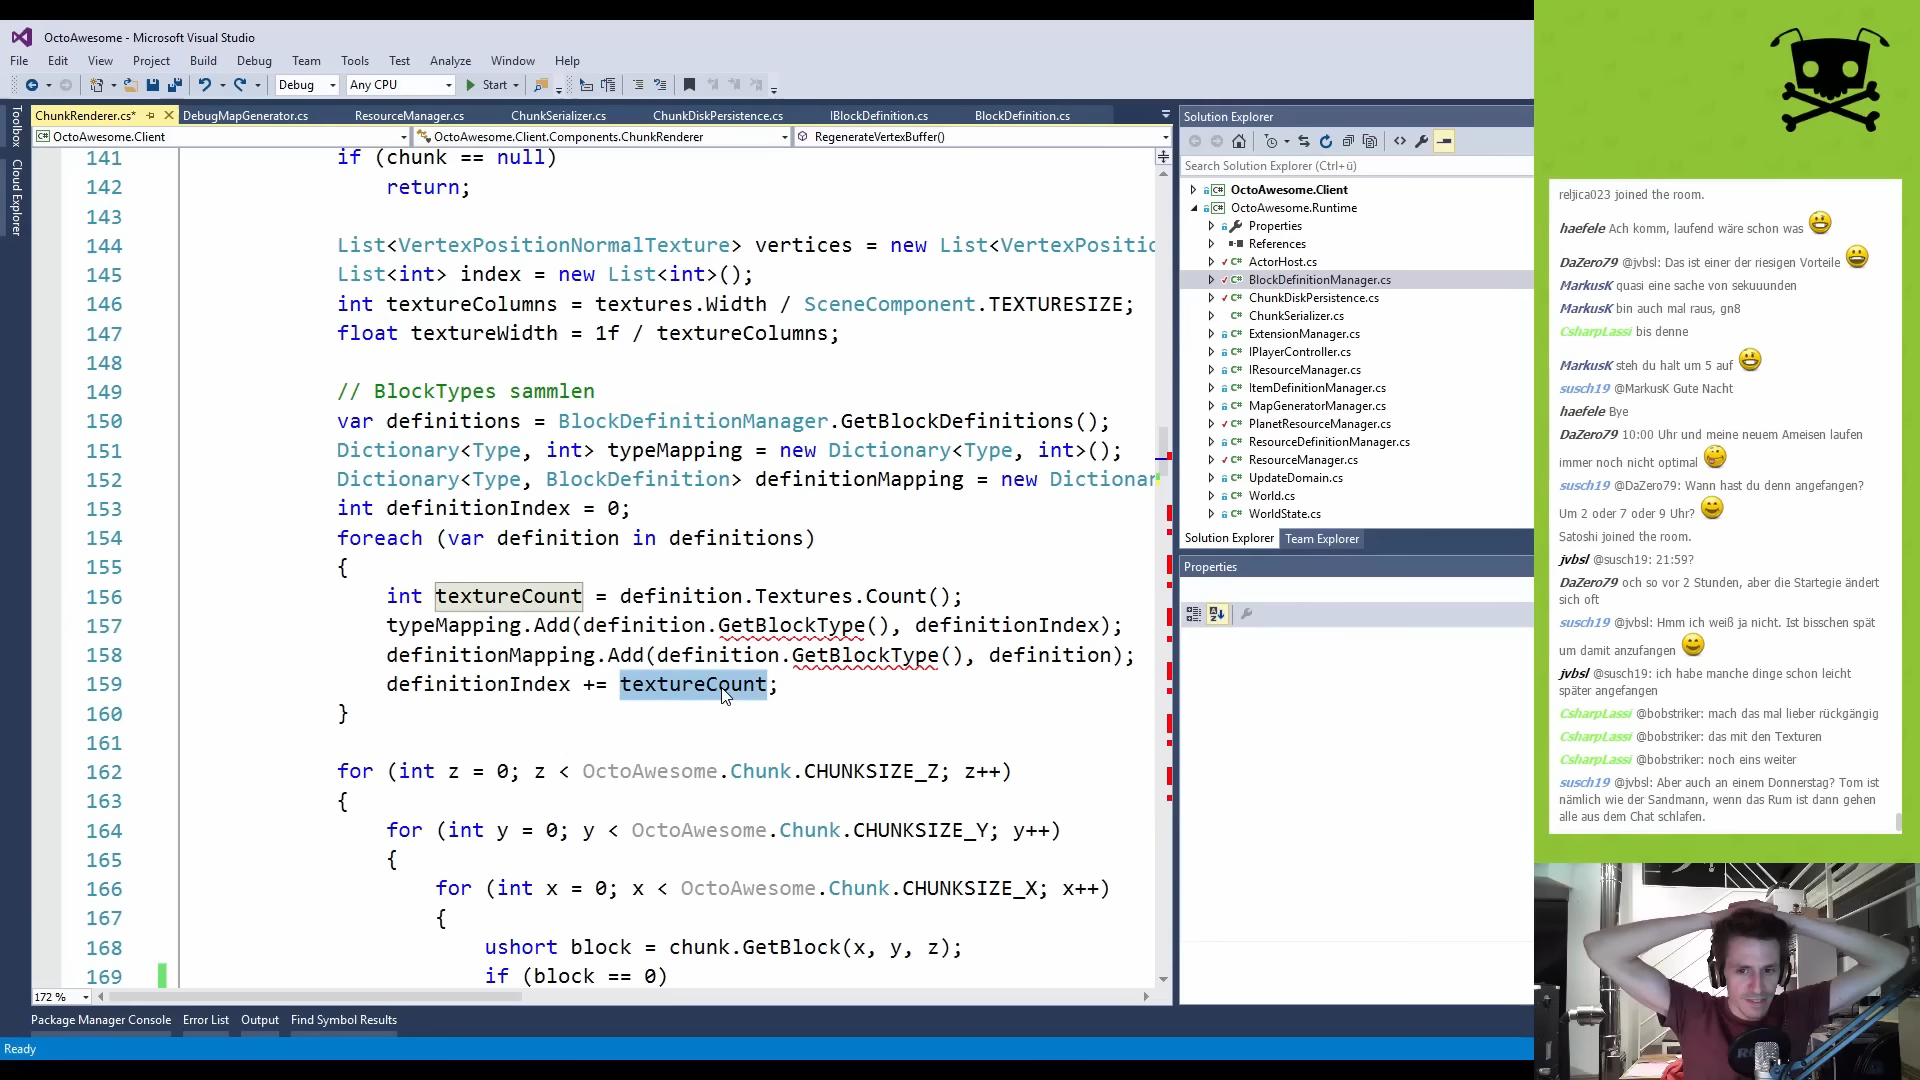 OctoAwesome - Microsoft Visual Studio
File Edit View Project Build Debug Team Tools Test Analyze Window Help
Debug Any CPU Start
Toolbox
Cloud Explorer
ChunkRenderer.cs* DebugMapGenerator.cs ResourceManager.cs ChunkSerializer.cs ChunkDiskPersistence.cs IBlockDefinition.cs BlockDefinition.cs
OctoAwesome.Client OctoAwesome.Client.Components.ChunkRenderer RegenerateVertexBuffer()
141 if (chunk == null)
142 return;
143
144 List<VertexPositionNormalTexture> vertices = new List<VertexPositio
145 List<int> index = new List<int>();
146 int textureColumns = textures.Width / SceneComponent.TEXTURESIZE;
147 float textureWidth = 1f / textureColumns;
148
149 // BlockTypes sammlen
150 var definitions = BlockDefinitionManager.GetBlockDefinitions();
151 Dictionary<Type, int> typeMapping = new Dictionary<Type, int>();
152 Dictionary<Type, BlockDefinition> definitionMapping = new Dictionar
153 int definitionIndex = 0;
154 foreach (var definition in definitions)
155 {
156 int textureCount = definition.Textures.Count();
157 typeMapping.Add(definition.GetBlockType(), definitionIndex);
158 definitionMapping.Add(definition.GetBlockType(), definition);
159 definitionIndex += textureCount;
160 }
161
162 for (int z = 0; z < OctoAwesome.Chunk.CHUNKSIZE_Z; z++)
163 {
164 for (int y = 0; y < OctoAwesome.Chunk.CHUNKSIZE_Y; y++)
165 {
166 for (int x = 0; x < OctoAwesome.Chunk.CHUNKSIZE_X; x++)
167 {
168 ushort block = chunk.GetBlock(x, y, z);
169 if (block == 0)
172 %
Package Manager Console Error List Output Find Symbol Results
Ready
Solution Explorer
Search Solution Explorer (Ctrl+ü)
OctoAwesome.Client
OctoAwesome.Runtime
Properties
References
ActorHost.cs
BlockDefinitionManager.cs
ChunkDiskPersistence.cs
ChunkSerializer.cs
ExtensionManager.cs
IPlayerController.cs
IResourceManager.cs
ItemDefinitionManager.cs
MapGeneratorManager.cs
PlanetResourceManager.cs
ResourceDefinitionManager.cs
ResourceManager.cs
UpdateDomain.cs
World.cs
WorldState.cs
Solution Explorer Team Explorer
Properties
reljica023 joined the room.
haefele Ach komm, laufend wäre schon was
DaZero79 @jvbsl: Das ist einer der riesigen Vorteile
MarkusK quasi eine sache von sekuuunden
MarkusK bin auch mal raus, gn8
CsharpLassi bis denne
MarkusK steh du halt um 5 auf
susch19 @MarkusK Gute Nacht
haefele Bye
DaZero79 10:00 Uhr und meine neuem Ameisen laufen
immer noch nicht optimal
susch19 @DaZero79: Wann hast du denn angefangen?
Um 2 oder 7 oder 9 Uhr?
Satoshi joined the room.
jvbsl @susch19: 21:59?
DaZero79 och so vor 2 Stunden, aber die Startegie ändert
sich oft
susch19 @jvbsl: Hmm ich weiß ja nicht. Ist bisschen spät
um damit anzufangen
jvbsl @susch19: ich habe manche dinge schon leicht
später angefangen
CsharpLassi @bobstriker: mach das mal lieber rückgängig
CsharpLassi @bobstriker: das mit den Texturen
CsharpLassi @bobstriker: noch eins weiter
susch19 @jvbsl: Aber auch an einem Donnerstag? Tom ist
nämlich wie der Sandmann, wenn das Rum ist dann gehen
alle aus dem Chat schlafen.